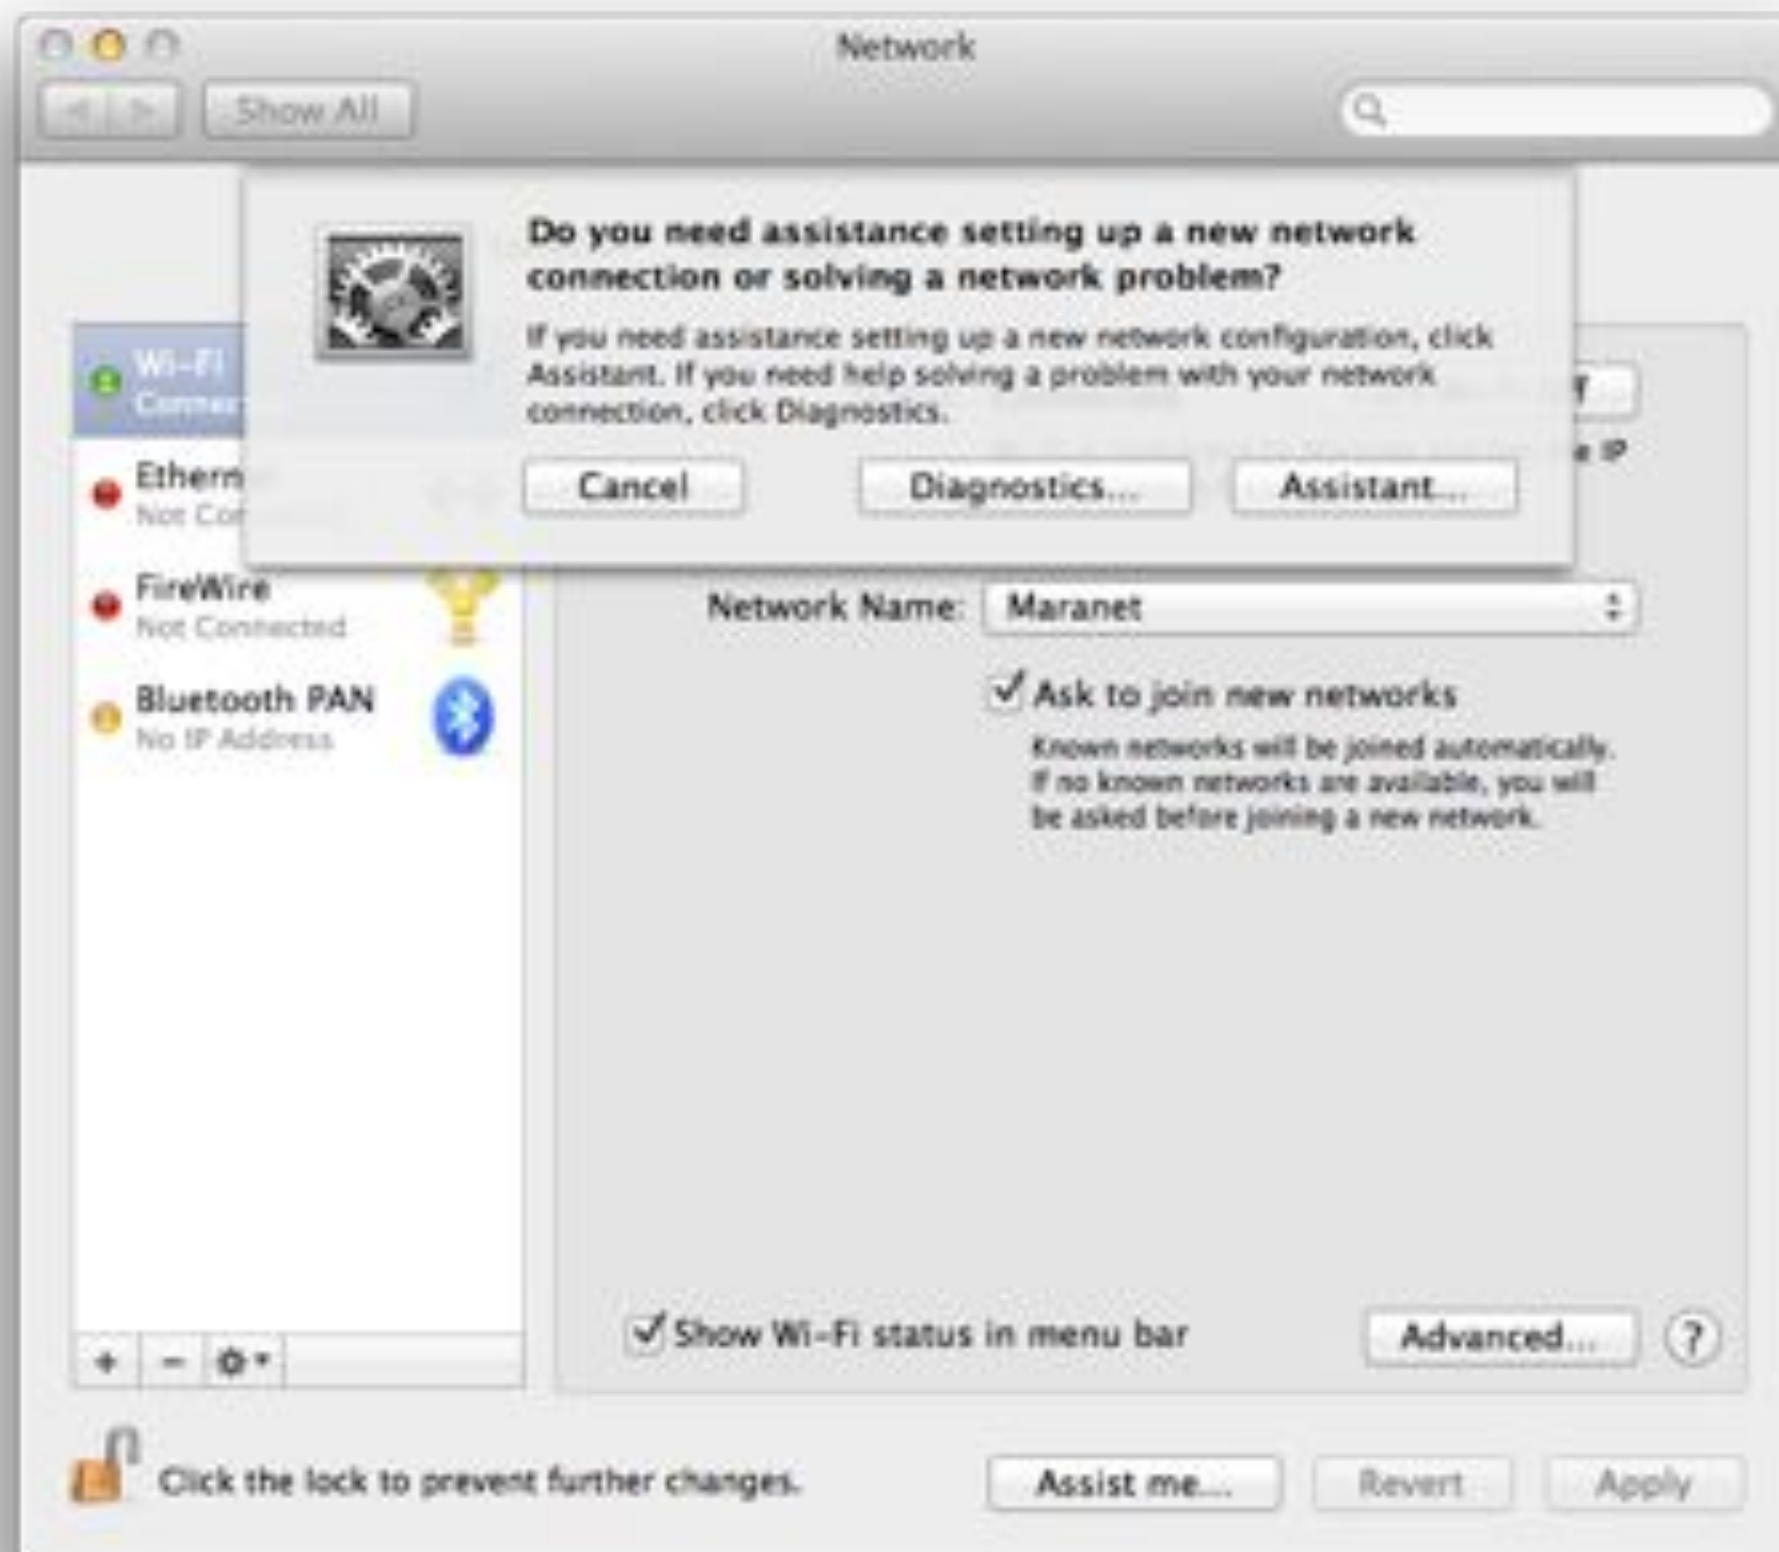 Network
Show All
Do you need assistance setting up a new network
connection or solving a network problem?
If you need assistance setting up a new network configuration, click
Assistant. If you need help solving a problem with your network
connection, click Diagnostics.
Cancel
Diagnostics...
Assistant...
Wi-Fi
Connec
Ethern
Not Cor
e IP
FireWire
Not Connected
Bluetooth PAN
No IP Address
Network Name: Maranet
Ask to join new networks
Known networks will be joined automatically.
If no known networks are available, you will
be asked before joining a new network.
Show Wi-Fi status in menu bar
Advanced...
?
Click the lock to prevent further changes.
Assist me...
Revert
Apply